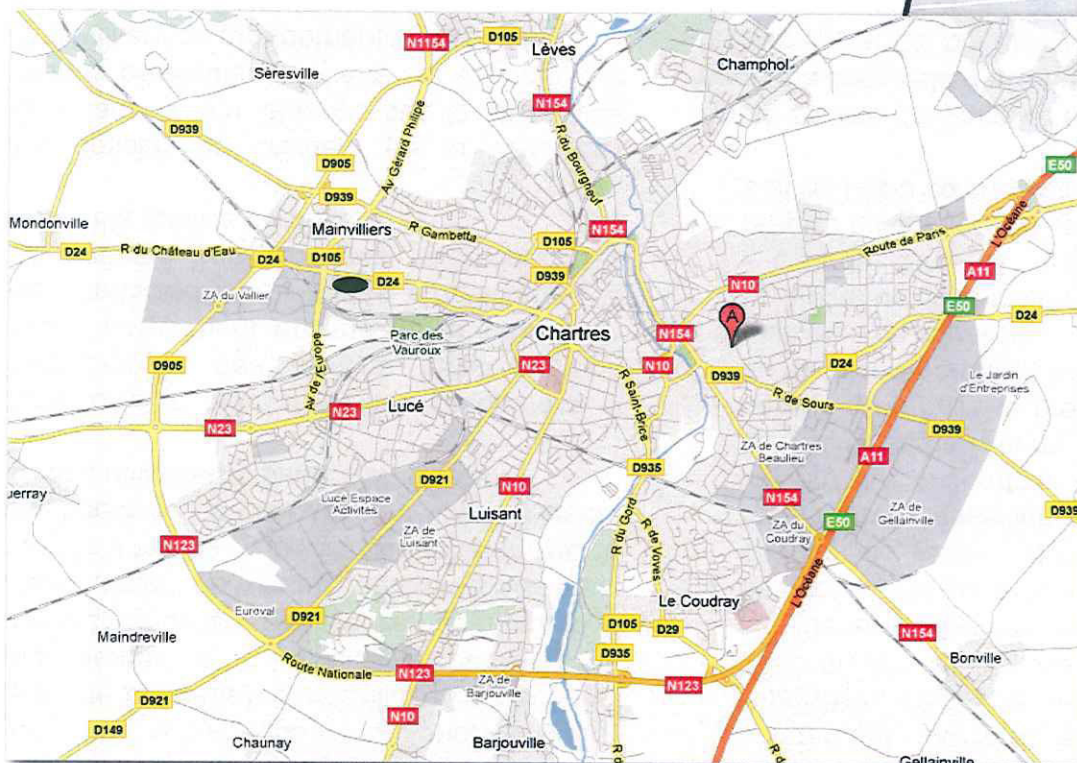 D105
N1154
Lèves
Séresville
Champhol
N154
D939
Av Gérard Philipe
R du Bourgneuf
D905
E50
D939
Mondonville
Mainvilliers
R Gambetta
N154
D105
Route de Paris
L'Océane
D24
R du Château d'Eau
D24
D105
D24
D939
A11
N10
ZA du Vallier
E50
A
D24
Parc des
Vauroux
Chartres
N154
D905
Av de l'Europe
N23
N10
D939
D24
Le Jardin
d'Entreprises
R Saint-Brice
R de Sours
N23
Lucé
N23
D939
ZA de Chartres
Beaulieu
A11
D935
D921
N10
uerray
Lucé Espace
Activités
Luisant
N154
ZA de
Gellainville
D939
ZA de
Luisant
R du Gord
R de Voves
ZA du
Coudray
E50
N123
L'Océane
Euroval
D921
Le Coudray
Maindreville
D105
D29
N154
Route Nationale
N123
D935
Bonville
ZA de
Barjouville
N123
D921
N10
D149
Chaunay
Barjouville
R d
R d
Gellainville